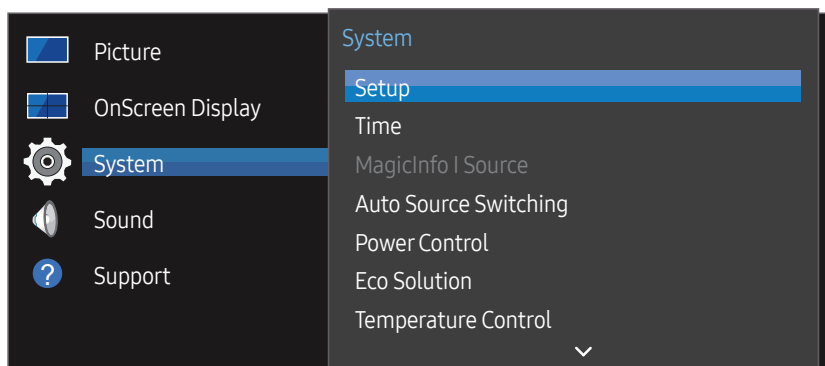 Picture
OnScreen Display
System
Sound
?
Support
System
Setup
Time
MagicInfo I Source
Auto Source Switching
Power Control
Eco Solution
Temperature Control